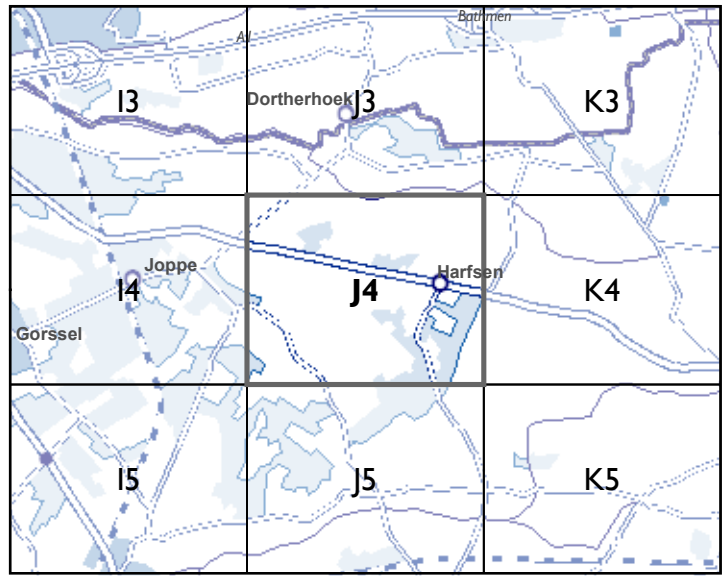 Bathmen
A1
I3
Dortherhoek
J3
K3
Joppe
I4
J4
Harfsen
K4
Gorssel
I5
J5
K5